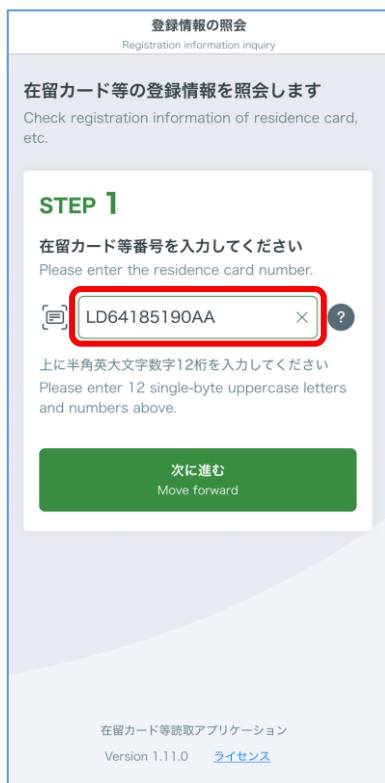 登録情報の照会
Registration information inquiry
在留カード等の登録情報を照会します
Check registration information of residence card,
etc.
STEP 1
在留カード等番号を入力してください
Please enter the residence card number.
LD64185190AA × ?
上に半角英大文字数字12桁を入力してください
Please enter 12 single-byte uppercase letters
and numbers above.
次に進む
Move forward
在留カード等読取アプリケーション
Version 1.11.0 ライセンス